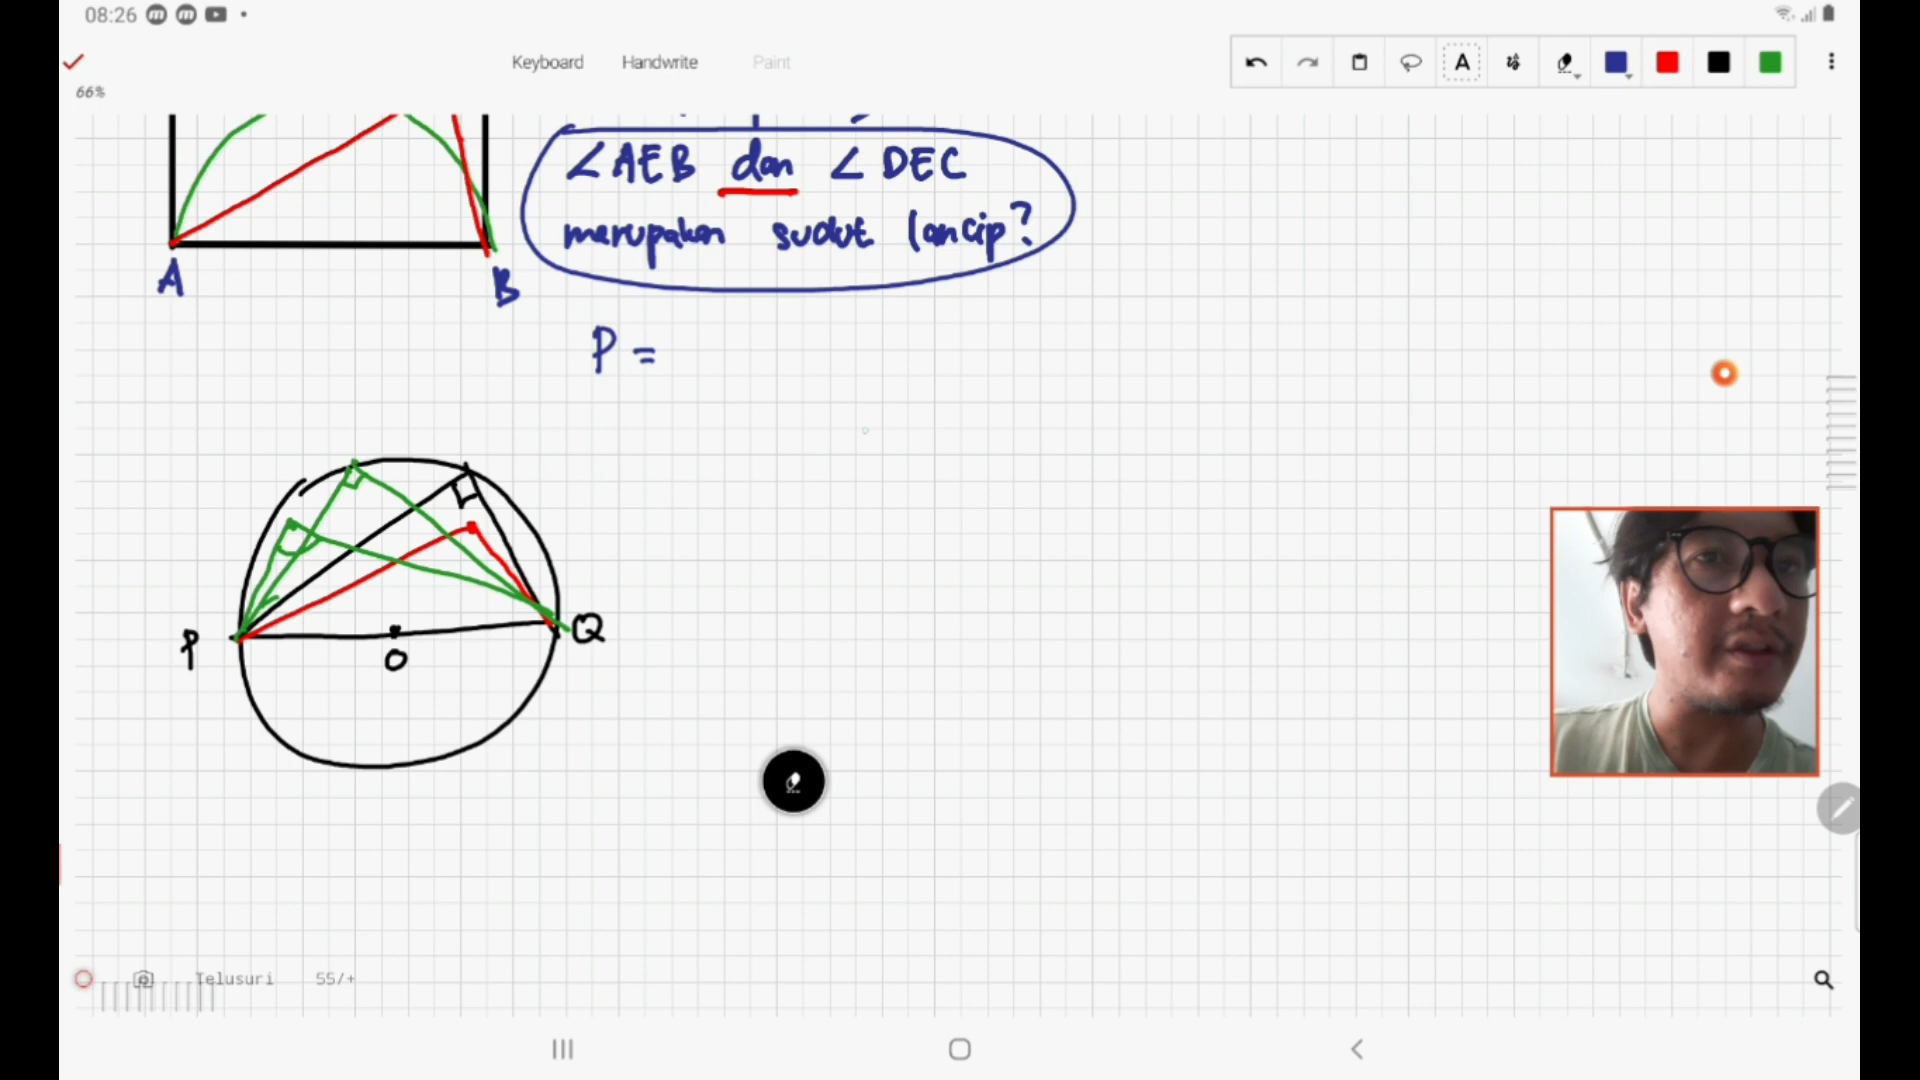 08:26
Keyboard Handwrite Paint
A
66%
∠AEB dan ∠DEC
merupakan sudut lancip?
A
B
P =
P
O
Q
Telusuri 55/+